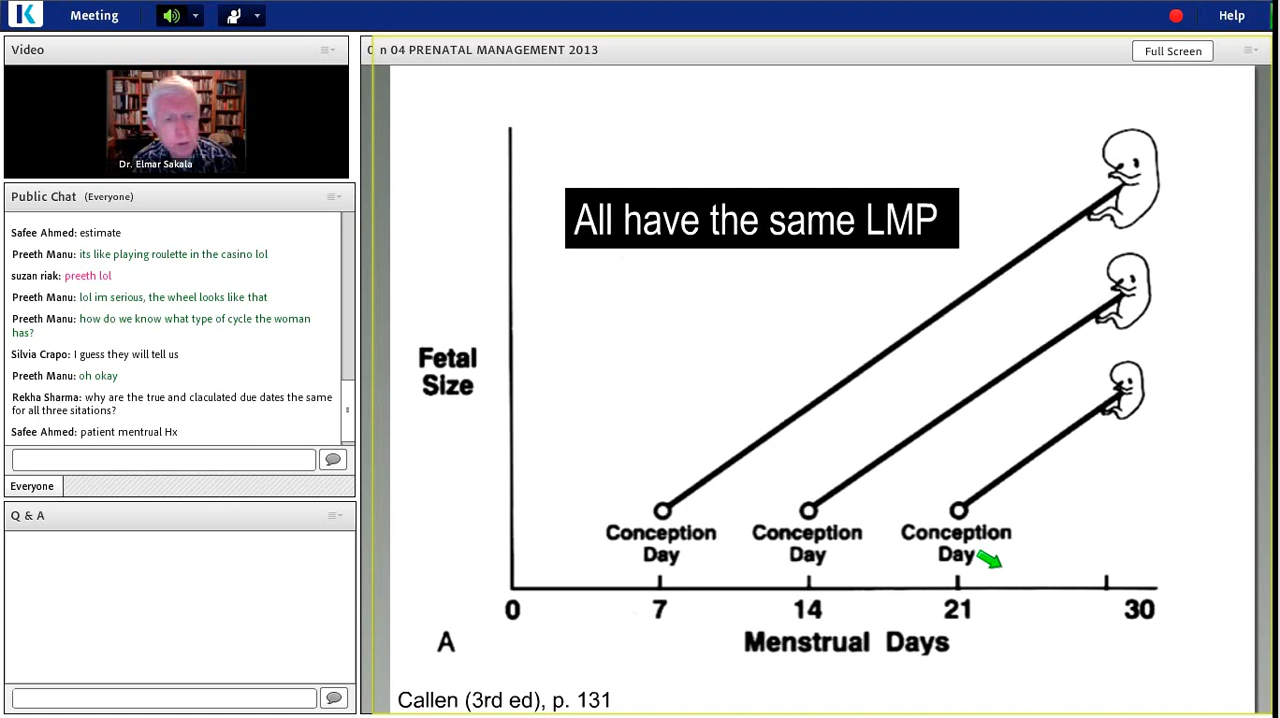 K Meeting
Help
Video
Dr. Elmar Sakala
Public Chat (Everyone)
Safee Ahmed: estimate
Preeth Manu: its like playing roulette in the casino lol
suzan riak: preeth lol
Preeth Manu: lol im serious, the wheel looks like that
Preeth Manu: how do we know what type of cycle the woman
has?
Silvia Crapo: I guess they will tell us
Preeth Manu: oh okay
Rekha Sharma: why are the true and claculated due dates the same
for all three sitations?
Safee Ahmed: patient mentrual Hx
Everyone
Q & A
n 04 PRENATAL MANAGEMENT 2013
Full Screen
All have the same LMP
Fetal
Size
Conception
Day
Conception
Day
Conception
Day
0 7 14 21 30
A Menstrual Days
Callen (3rd ed), p. 131